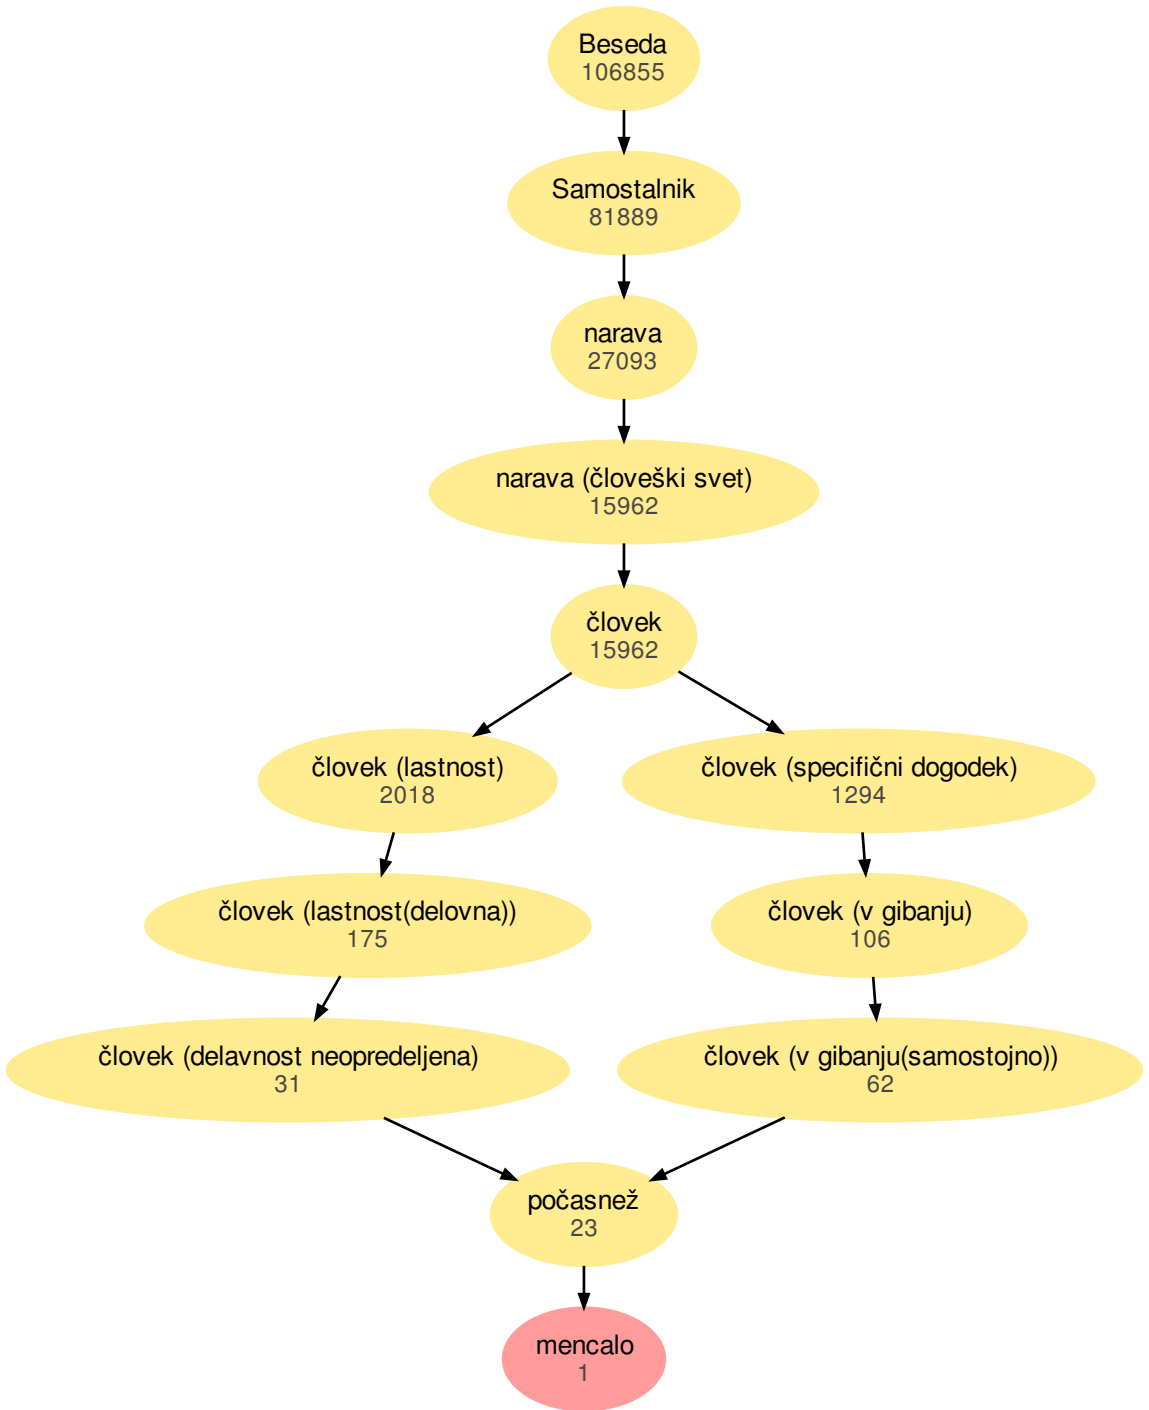 Beseda
106855
Samostalnik
81889
narava
27093
narava (človeški svet)
15962
človek
15962
človek (lastnost)
2018
človek (specifični dogodek)
1294
človek (lastnost(delovna))
175
človek (v gibanju)
106
človek (delavnost neopredeljena)
31
človek (v gibanju(samostojno))
62
počasnež
23
mencalo
1